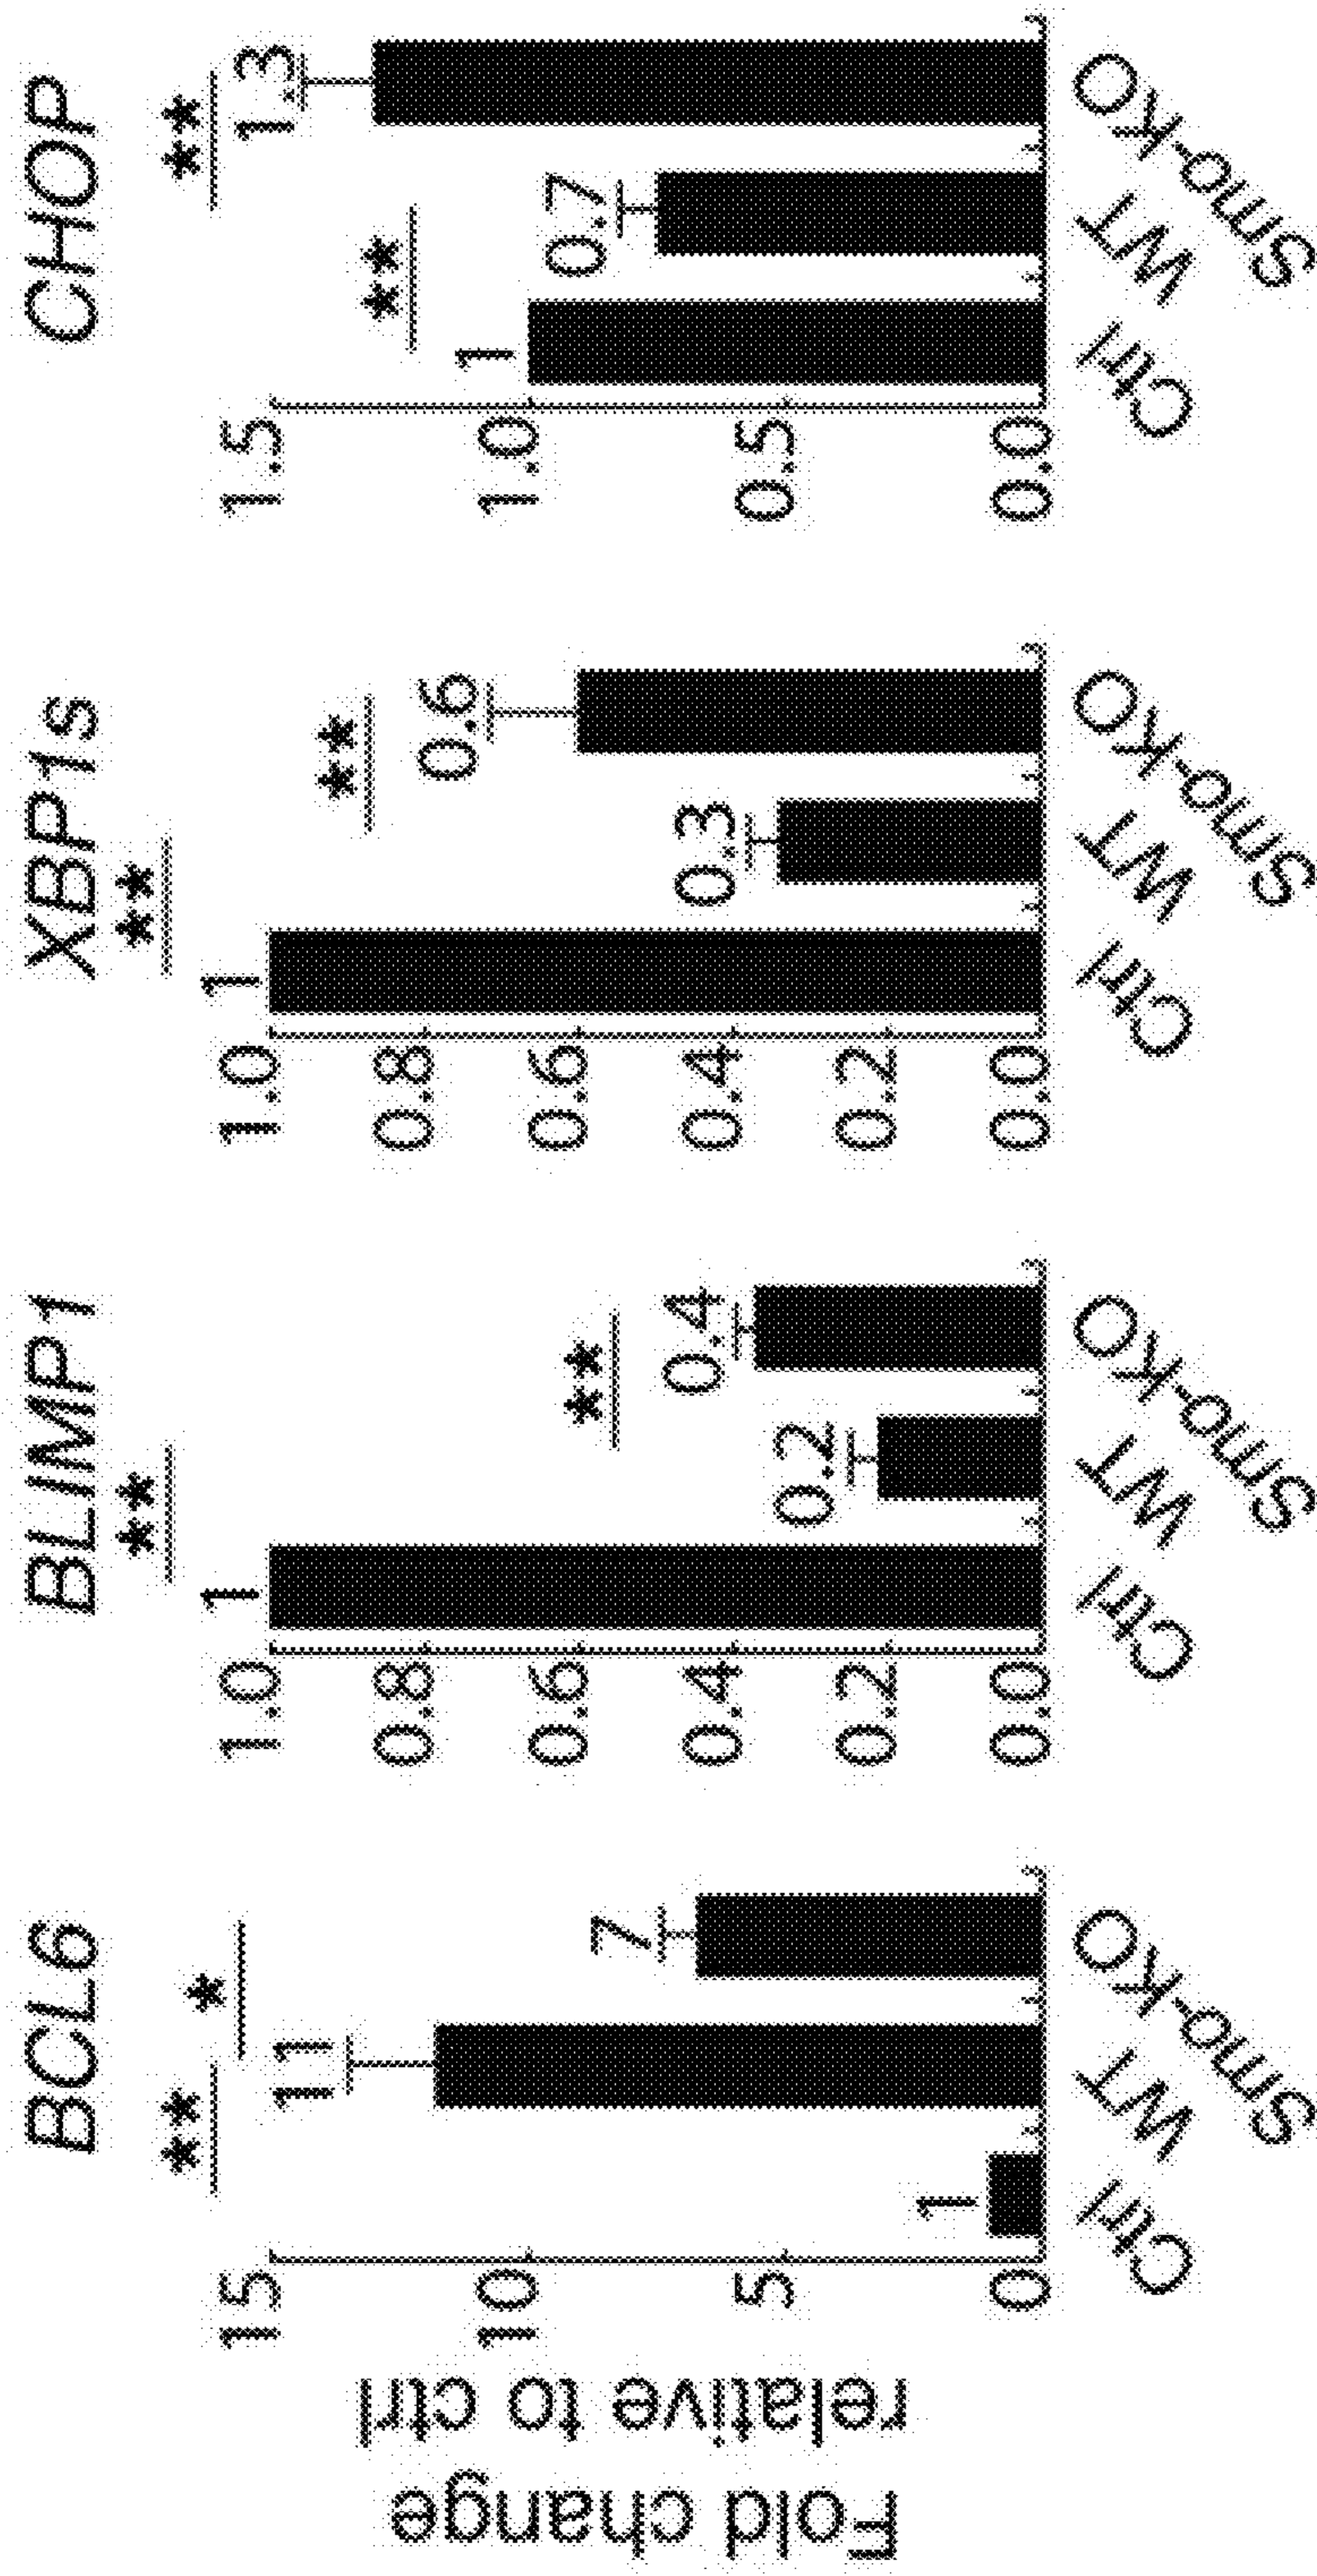 Fold change
relative to ctrl
BCL6
** *
15
10
5
0
1
11
7
Ctrl
WT
Smo-KO
BLIMP1
**
**
1.0
0.8
0.6
0.4
0.2
0.0
1
0.2
0.4
Ctrl
WT
Smo-KO
XBP1s
**
**
1.0
0.8
0.6
0.4
0.2
0.0
1
0.3
0.6
Ctrl
WT
Smo-KO
CHOP
**
**
1.5
1.0
0.5
0.0
1
0.7
1.3
Ctrl
WT
Smo-KO